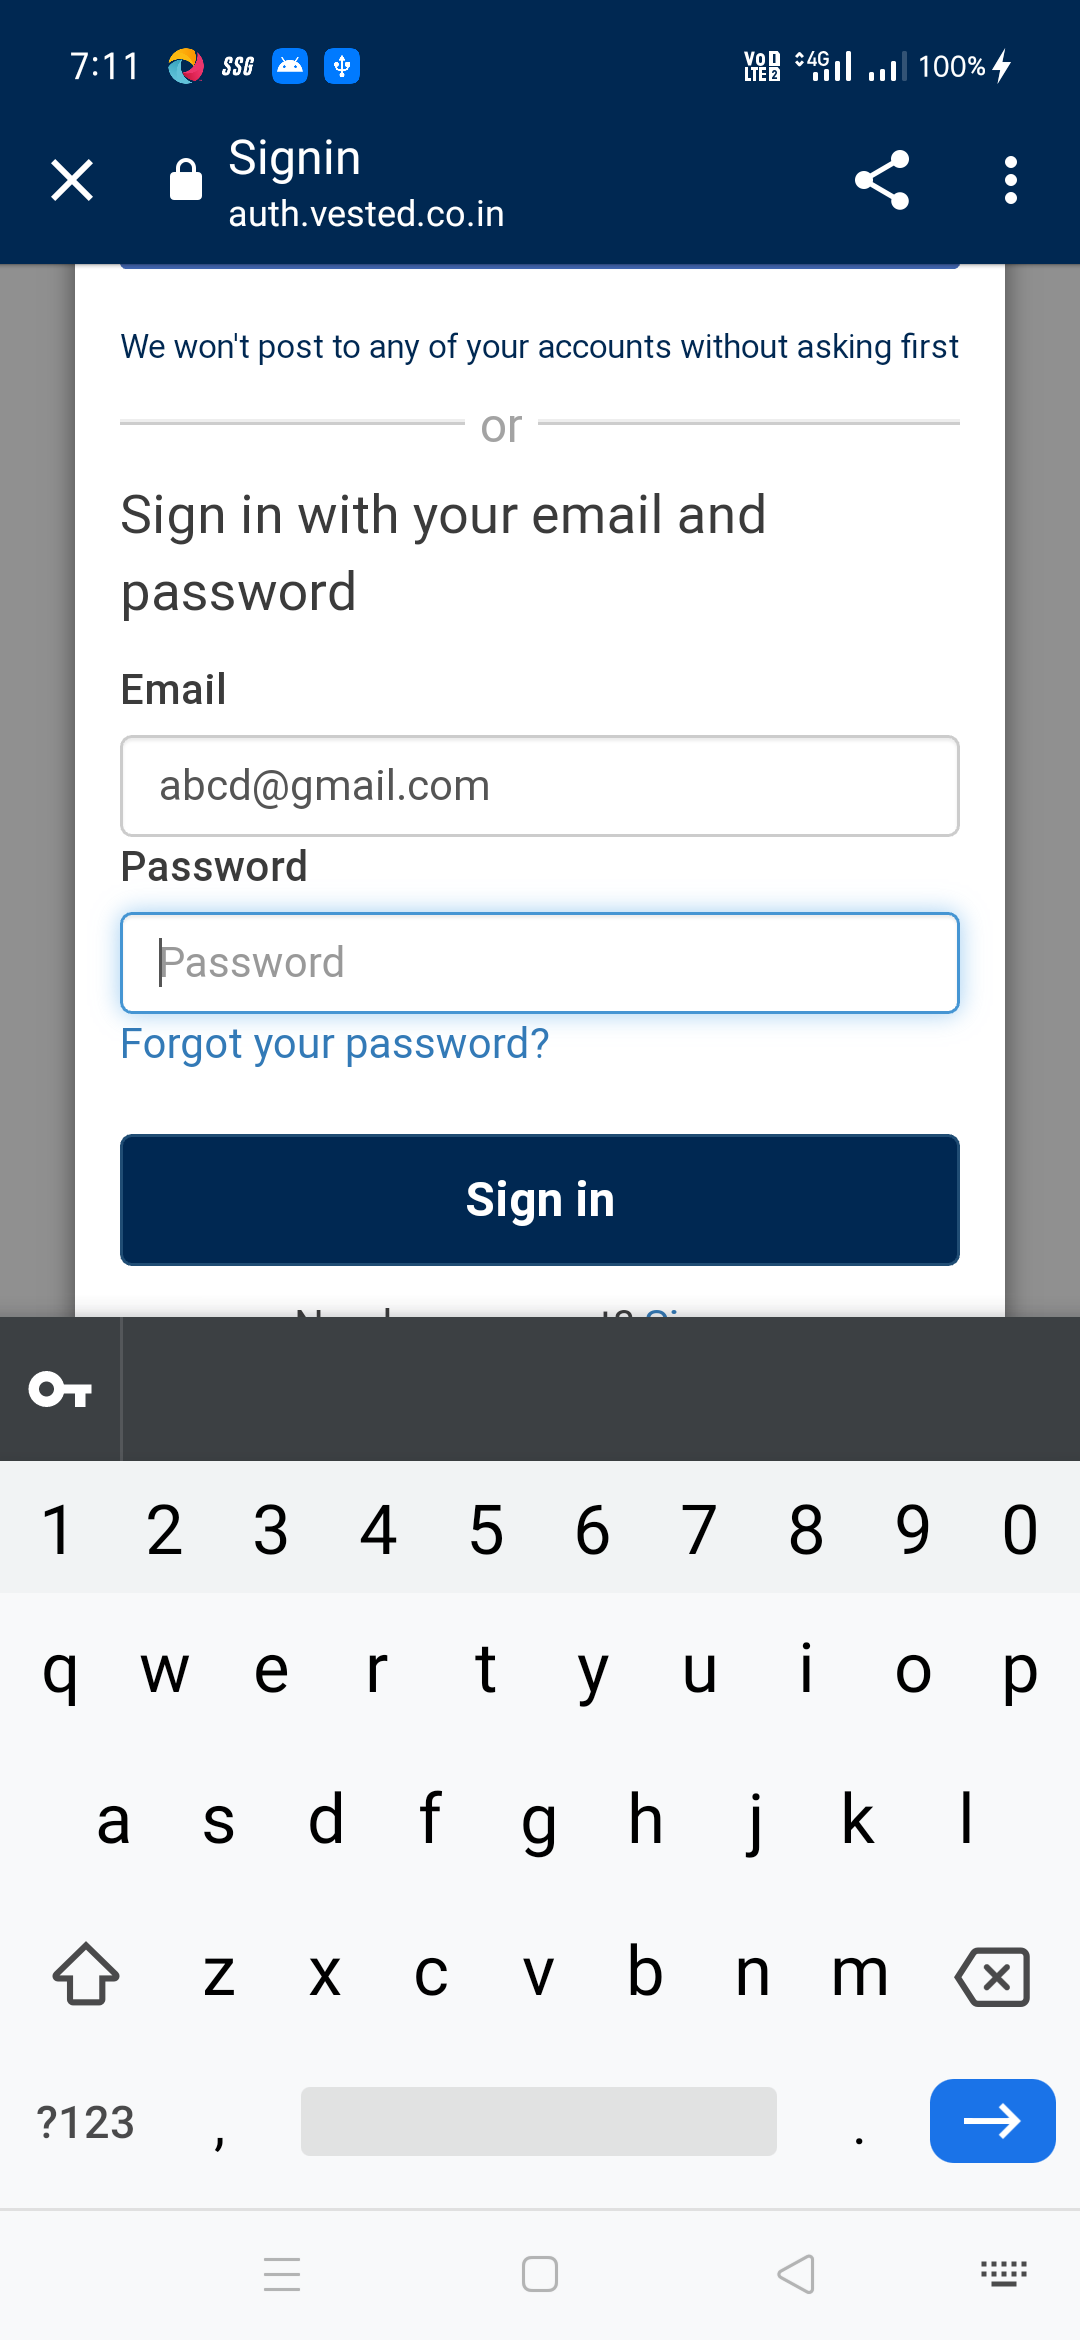 7:11 SSG VoD LTE2 4G 100%
Signin
auth.vested.co.in
We won't post to any of your accounts without asking first
or
Sign in with your email and
password
Email
abcd@gmail.com
Password
Password
Forgot your password?
Sign in
1 2 3 4 5 6 7 8 9 0
q w e r t y u i o p
a s d f g h j k l
z x c v b n m
?123 , .